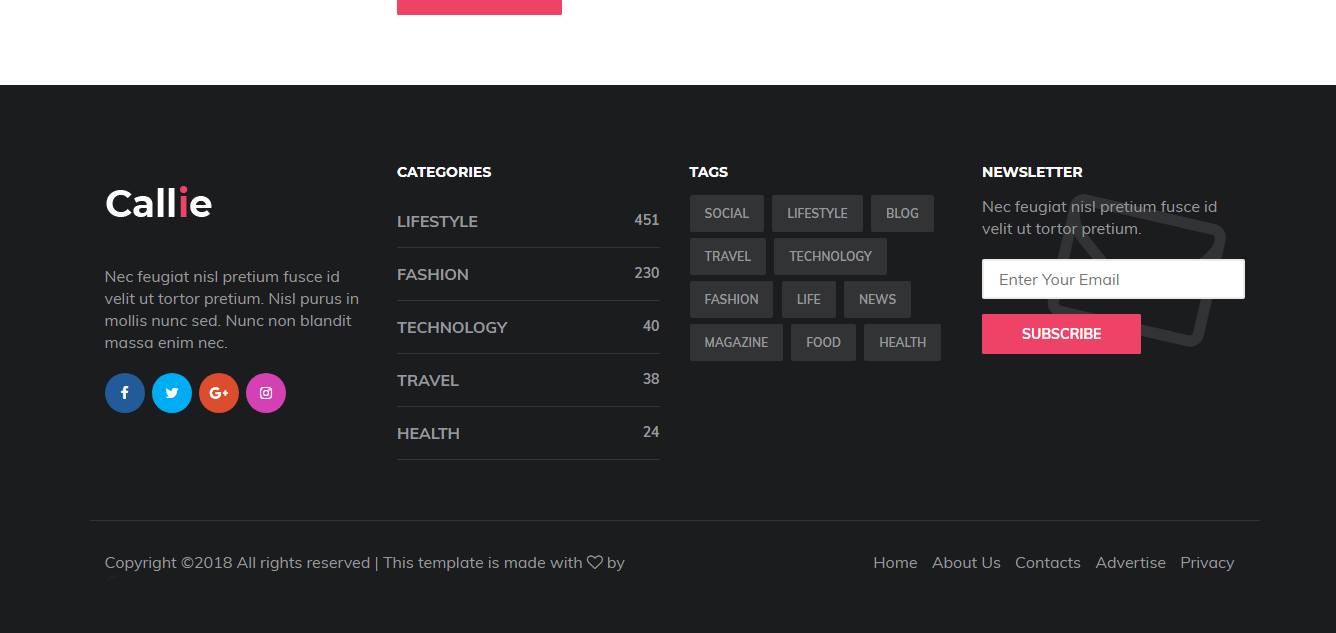 Callie
Nec feugiat nisl pretium fusce id
velit ut tortor pretium. Nisl purus in
mollis nunc sed. Nunc non blandit
massa enim nec.
CATEGORIES
LIFESTYLE 451
FASHION 230
TECHNOLOGY 40
TRAVEL 38
HEALTH 24
TAGS
SOCIAL LIFESTYLE BLOG
TRAVEL TECHNOLOGY
FASHION LIFE NEWS
MAGAZINE FOOD HEALTH
NEWSLETTER
Nec feugiat nisl pretium fusce id
velit ut tortor pretium.
Enter Your Email
SUBSCRIBE
Copyright ©2018 All rights reserved | This template is made with ♡ by
Home About Us Contacts Advertise Privacy